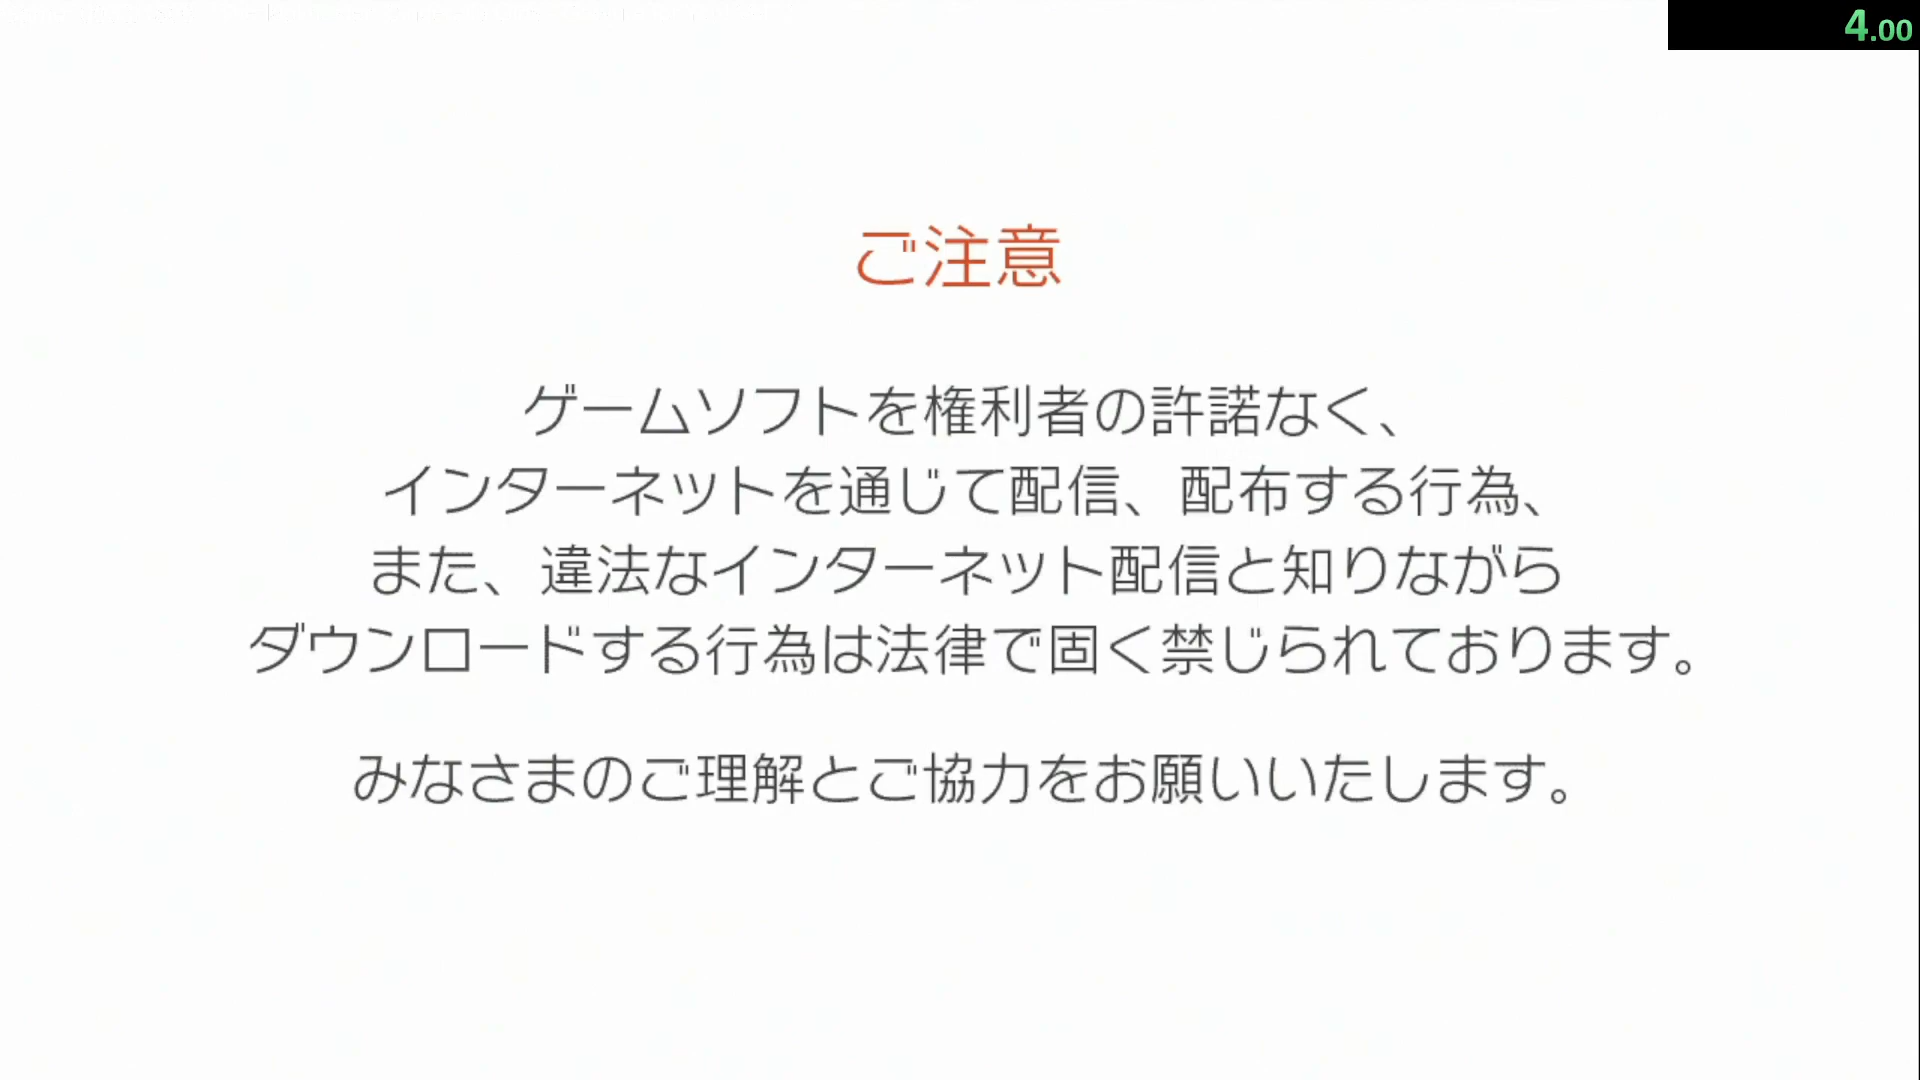 4.00
ご注意
ゲームソフトを権利者の許諾なく、
インターネットを通じて配信、配布する行為、
また、違法なインターネット配信と知りながら
ダウンロードする行為は法律で固く禁じられております。
みなさまのご理解とご協力をお願いいたします。